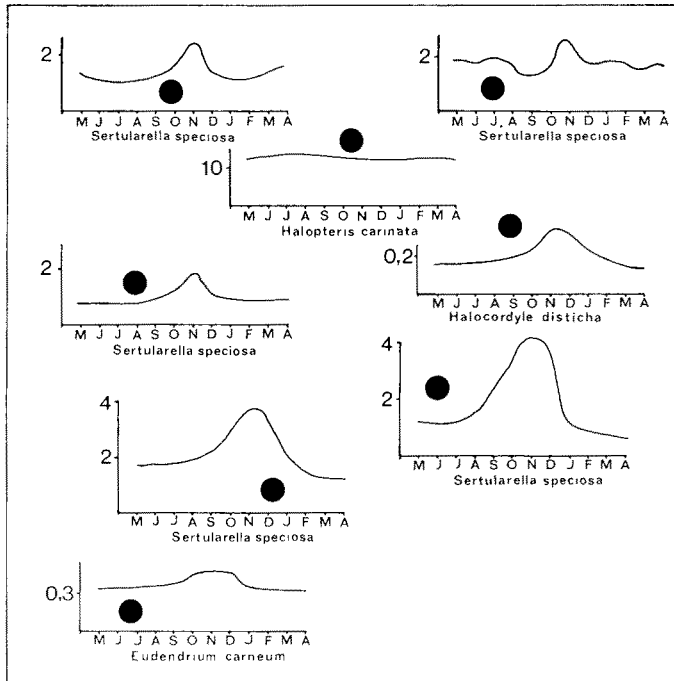 2
M J J A S O N D J F M A
Sertularella speciosa
2
M J J, A S O N D J F M A
Sertularella speciosa
10
M J J A S O N D J F M A
Halopteris carinata
0,2
M J J A S O N D J F M A
Halocordyle disticha
2
M J J A S O N D J F M A
Sertularella speciosa
4
2
M J J A S O N D J F M A
Sertularella speciosa
4
2
M J J A S O N D J F M A
Sertularella speciosa
0,3
M J J A S O N D J F M A
Eudendrium carneum